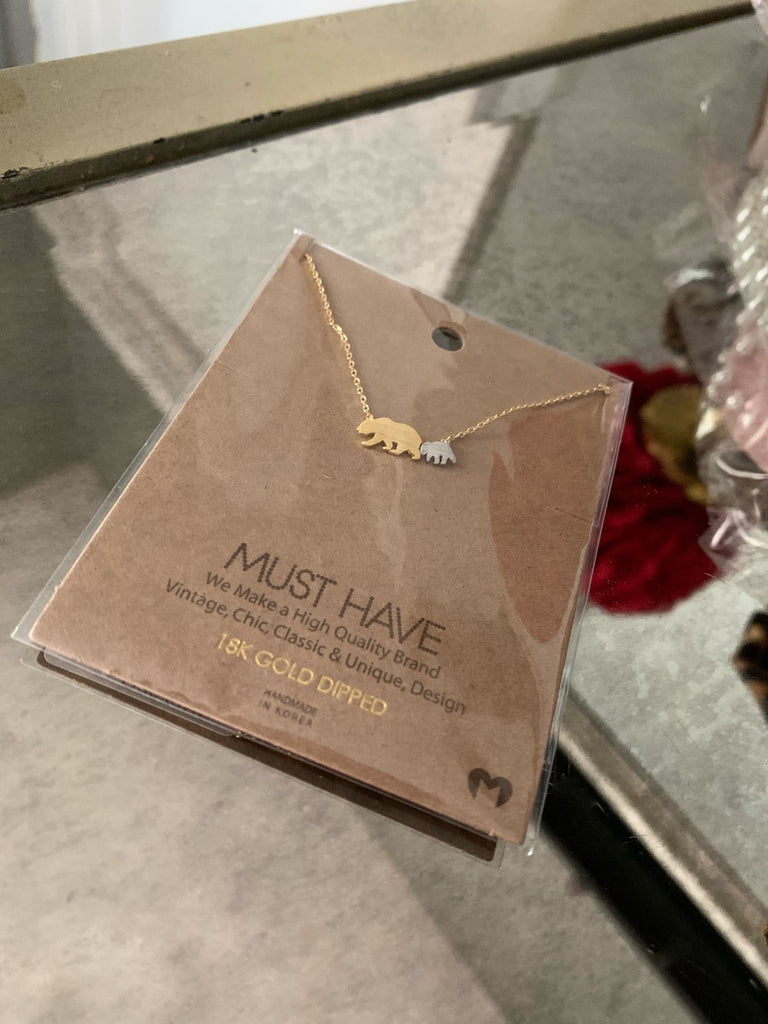 MUST HAVE
We Make a High Quality Brand
Vintage, Chic, Classic & Unique, Design
18K GOLD DIPPED
HANDMADE
IN KOREA
M